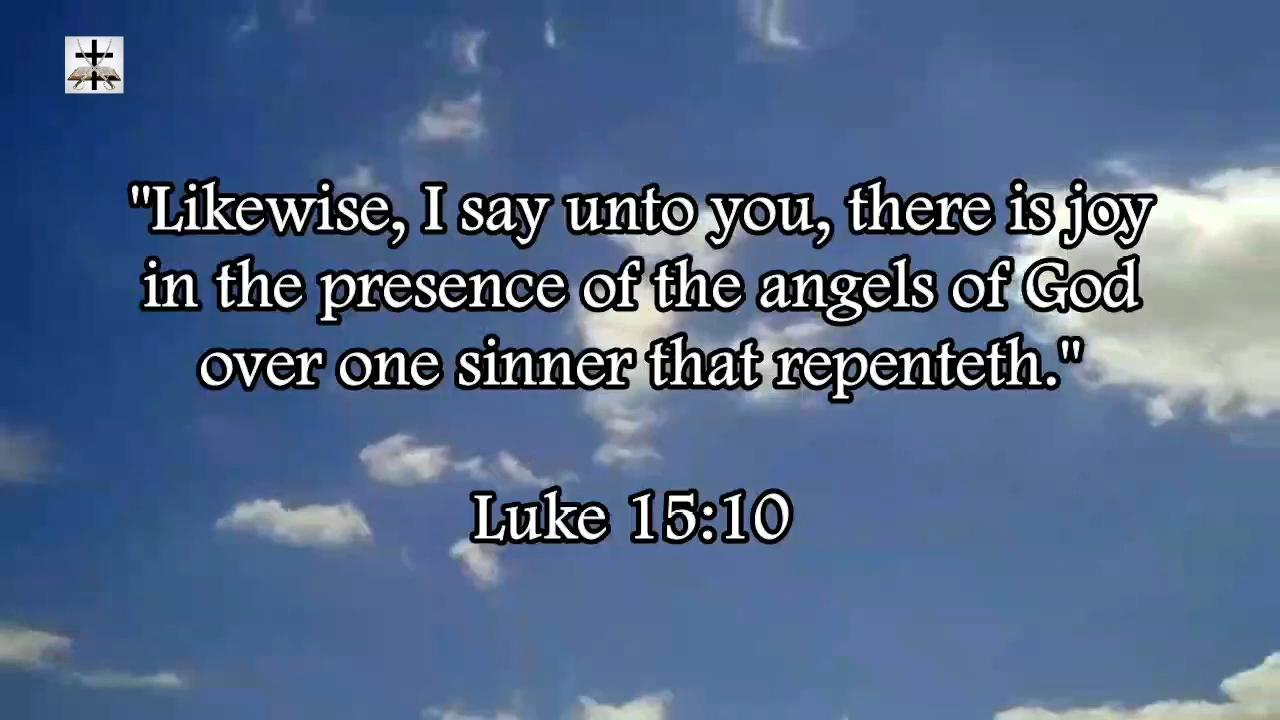 "Likewise, I say unto you, there is joy
in the presence of the angels of God
over one sinner that repenteth."
Luke 15:10